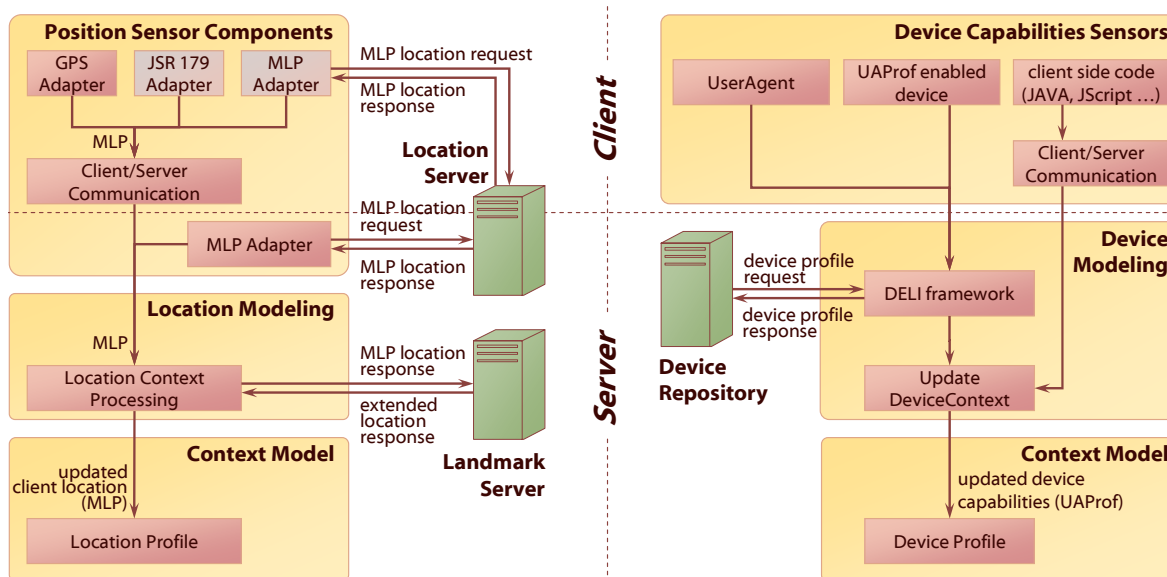 Position Sensor Components
GPS
Adapter
JSR 179
Adapter
MLP
Adapter
MLP location request
MLP location
response
MLP
Client/Server
Communication
Location
Server
MLP Adapter
MLP location
request
MLP location
response
Location Modeling
MLP
Location Context
Processing
MLP location
response
extended
location
response
Landmark
Server
Context Model
updated
client location
(MLP)
Location Profile
Client
Server
Device Capabilities Sensors
UserAgent
UAProf enabled
device
client side code
(JAVA, JScript ...)
Client/Server
Communication
Device
Modeling
device profile
request
DELI framework
device profile
response
Device
Repository
Update
DeviceContext
Context Model
updated device
capabilities (UAProf)
Device Profile